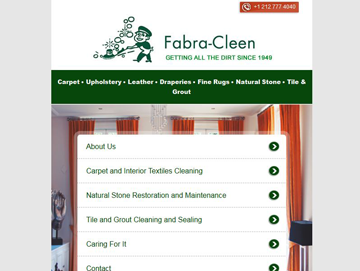 +1 212.777.4040
Fabra-Cleen
GETTING ALL THE DIRT SINCE 1949
Carpet • Upholstery • Leather • Draperies • Fine Rugs • Natural Stone • Tile &
Grout
About Us
Carpet and Interior Textiles Cleaning
Natural Stone Restoration and Maintenance
Tile and Grout Cleaning and Sealing
Caring For It
Contact